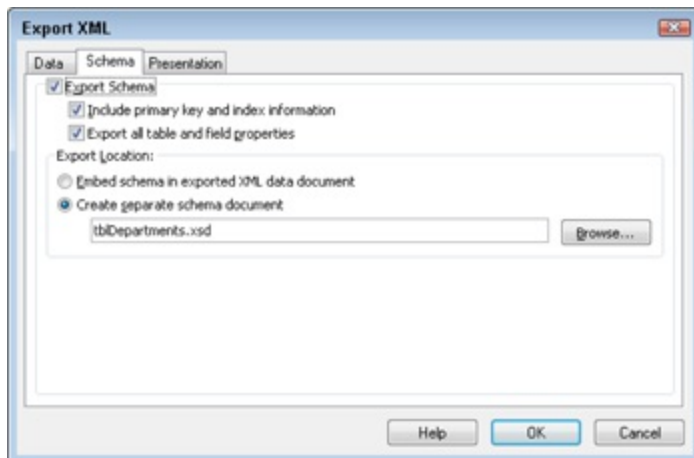 Export XML
Data Schema Presentation
Export Schema
Include primary key and index information
Export all table and field properties
Export Location:
Embed schema in exported XML data document
Create separate schema document
tblDepartments.xsd
Browse...
Help OK Cancel